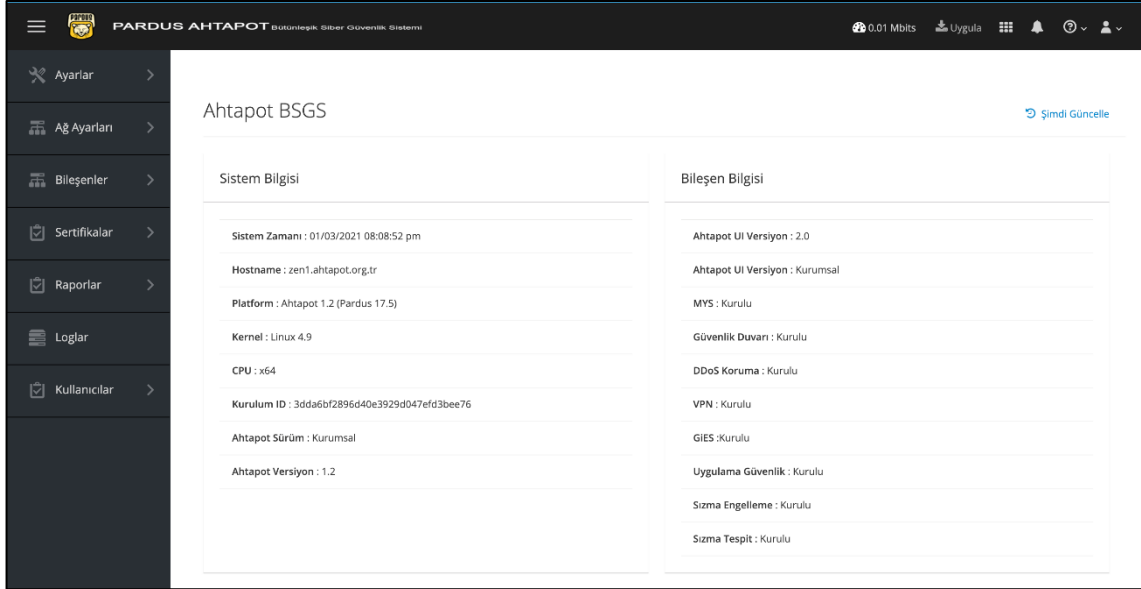 PARDUS
PARDUS AHTAPOT Bütünleşik Siber Güvenlik Sistemi
0.01 Mbits
Uygula
Ayarlar
Ağ Ayarları
Bileşenler
Sertifikalar
Raporlar
Loglar
Kullanıcılar
Ahtapot BSGS
Şimdi Güncelle
Sistem Bilgisi
Sistem Zamanı : 01/03/2021 08:08:52 pm
Hostname : zen1.ahtapot.org.tr
Platform : Ahtapot 1.2 (Pardus 17.5)
Kernel : Linux 4.9
CPU : x64
Kurulum ID : 3dda6bf2896d40e3929d047efd3bee76
Ahtapot Sürüm : Kurumsal
Ahtapot Versiyon : 1.2
Bileşen Bilgisi
Ahtapot UI Versiyon : 2.0
Ahtapot UI Versiyon : Kurumsal
MYS : Kurulu
Güvenlik Duvarı : Kurulu
DDoS Koruma : Kurulu
VPN : Kurulu
GiES :Kurulu
Uygulama Güvenlik : Kurulu
Sızma Engelleme : Kurulu
Sızma Tespit : Kurulu